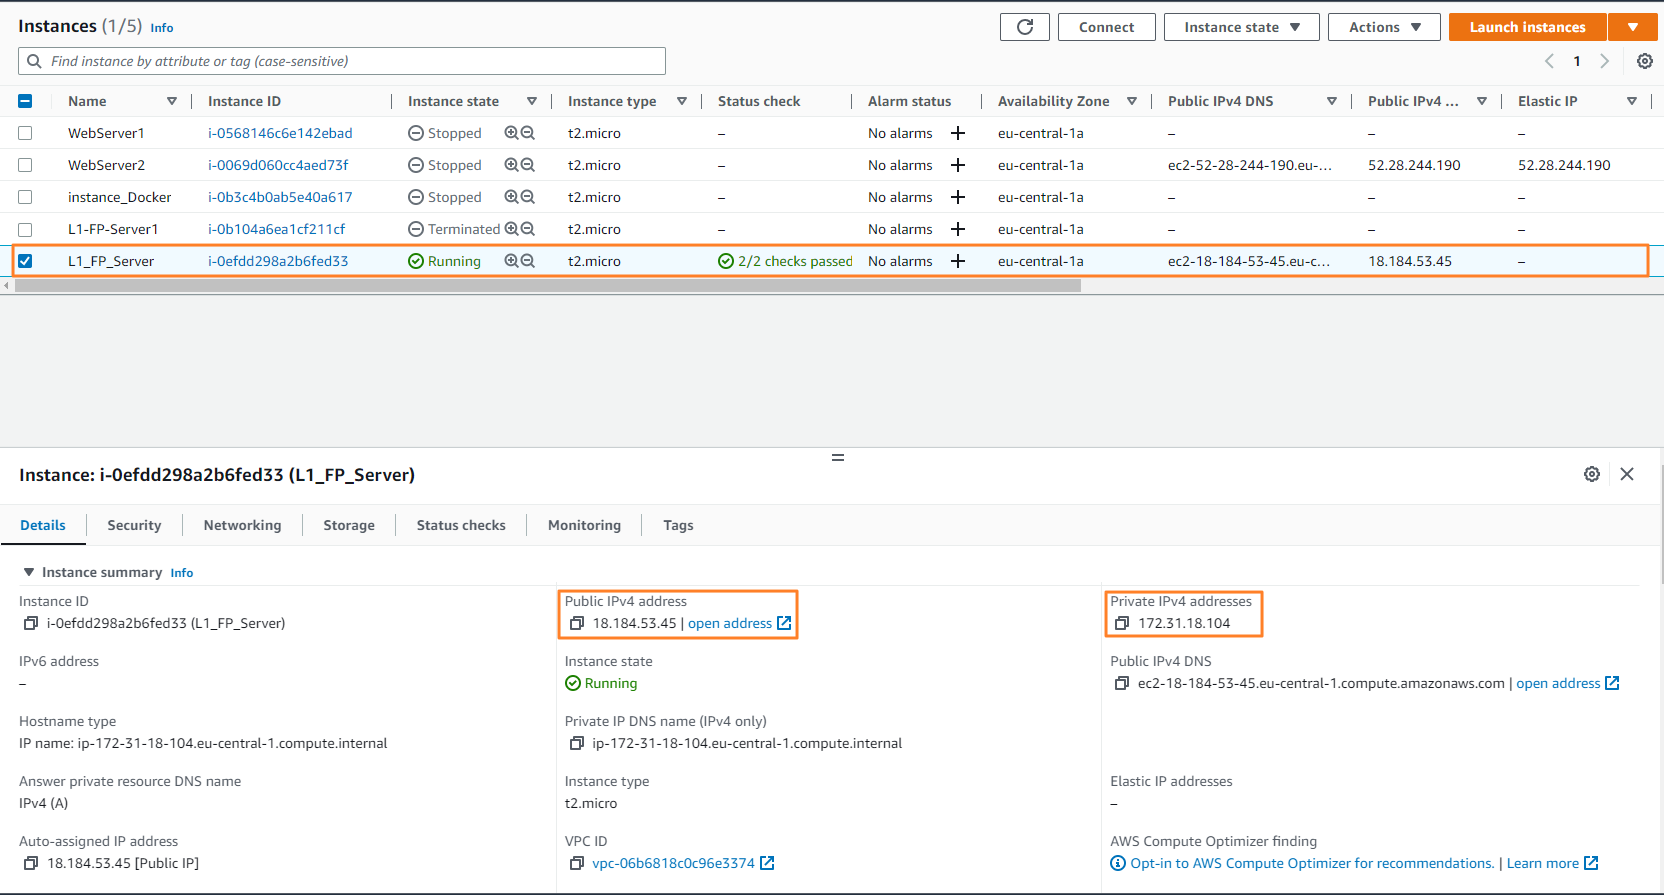 Instances (1/5) Info
Connect Instance state Actions Launch instances
Find instance by attribute or tag (case-sensitive) 1
Name Instance ID Instance state Instance type Status check Alarm status Availability Zone Public IPv4 DNS Public IPv4 ... Elastic IP
WebServer1 i-0568146c6e142ebad Stopped t2.micro – No alarms + eu-central-1a – – –
WebServer2 i-0069d060cc4aed73f Stopped t2.micro – No alarms + eu-central-1a ec2-52-28-244-190.eu-... 52.28.244.190 52.28.244.190
instance_Docker i-0b3c4b0ab5e40a617 Stopped t2.micro – No alarms + eu-central-1a – – –
L1-FP-Server1 i-0b104a6ea1cf211cf Terminated t2.micro – No alarms + eu-central-1a – – –
L1_FP_Server i-0efdd298a2b6fed33 Running t2.micro 2/2 checks passed No alarms + eu-central-1a ec2-18-184-53-45.eu-c... 18.184.53.45 –
Instance: i-0efdd298a2b6fed33 (L1_FP_Server)
Details Security Networking Storage Status checks Monitoring Tags
Instance summary Info
Instance ID Public IPv4 address Private IPv4 addresses
i-0efdd298a2b6fed33 (L1_FP_Server) 18.184.53.45 | open address 172.31.18.104
IPv6 address Instance state Public IPv4 DNS
– Running ec2-18-184-53-45.eu-central-1.compute.amazonaws.com | open address
Hostname type Private IP DNS name (IPv4 only)
IP name: ip-172-31-18-104.eu-central-1.compute.internal ip-172-31-18-104.eu-central-1.compute.internal
Answer private resource DNS name Instance type Elastic IP addresses
IPv4 (A) t2.micro –
Auto-assigned IP address VPC ID AWS Compute Optimizer finding
18.184.53.45 [Public IP] vpc-06b6818c0c96e3374 Opt-in to AWS Compute Optimizer for recommendations. | Learn more